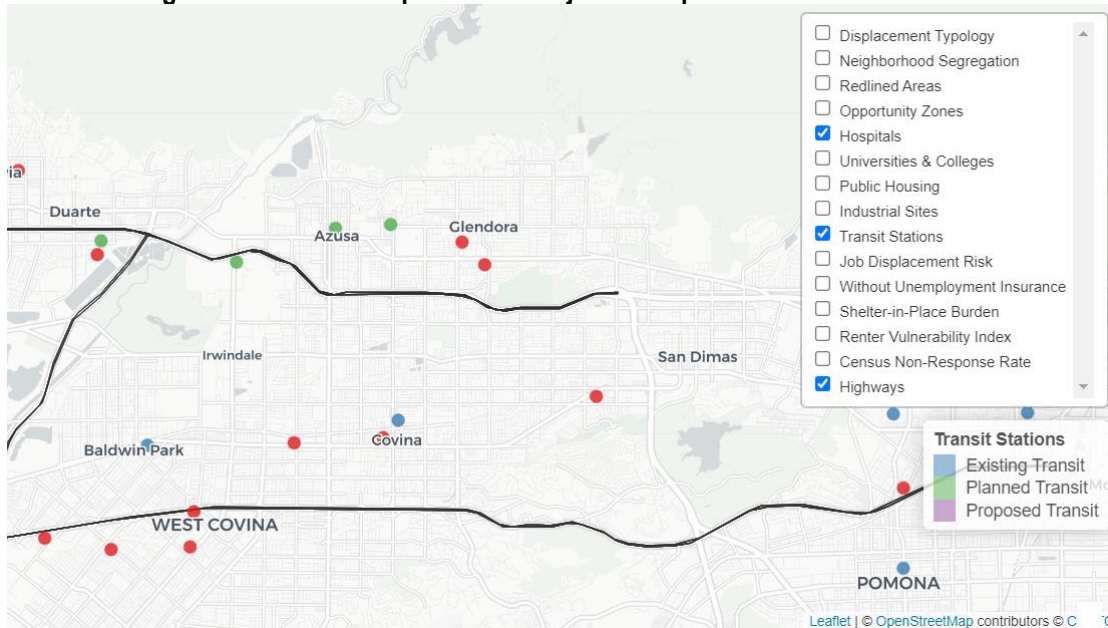 Displacement Typology
Neighborhood Segregation
Redlined Areas
Opportunity Zones
Hospitals
Universities & Colleges
Public Housing
Industrial Sites
Transit Stations
Job Displacement Risk
Without Unemployment Insurance
Shelter-in-Place Burden
Renter Vulnerability Index
Census Non-Response Rate
Highways
Duarte
Azusa
Glendora
Irwindale
San Dimas
Baldwin Park
Covina
WEST COVINA
POMONA
Transit Stations
Existing Transit
Planned Transit
Proposed Transit
Leaflet | © OpenStreetMap contributors ©